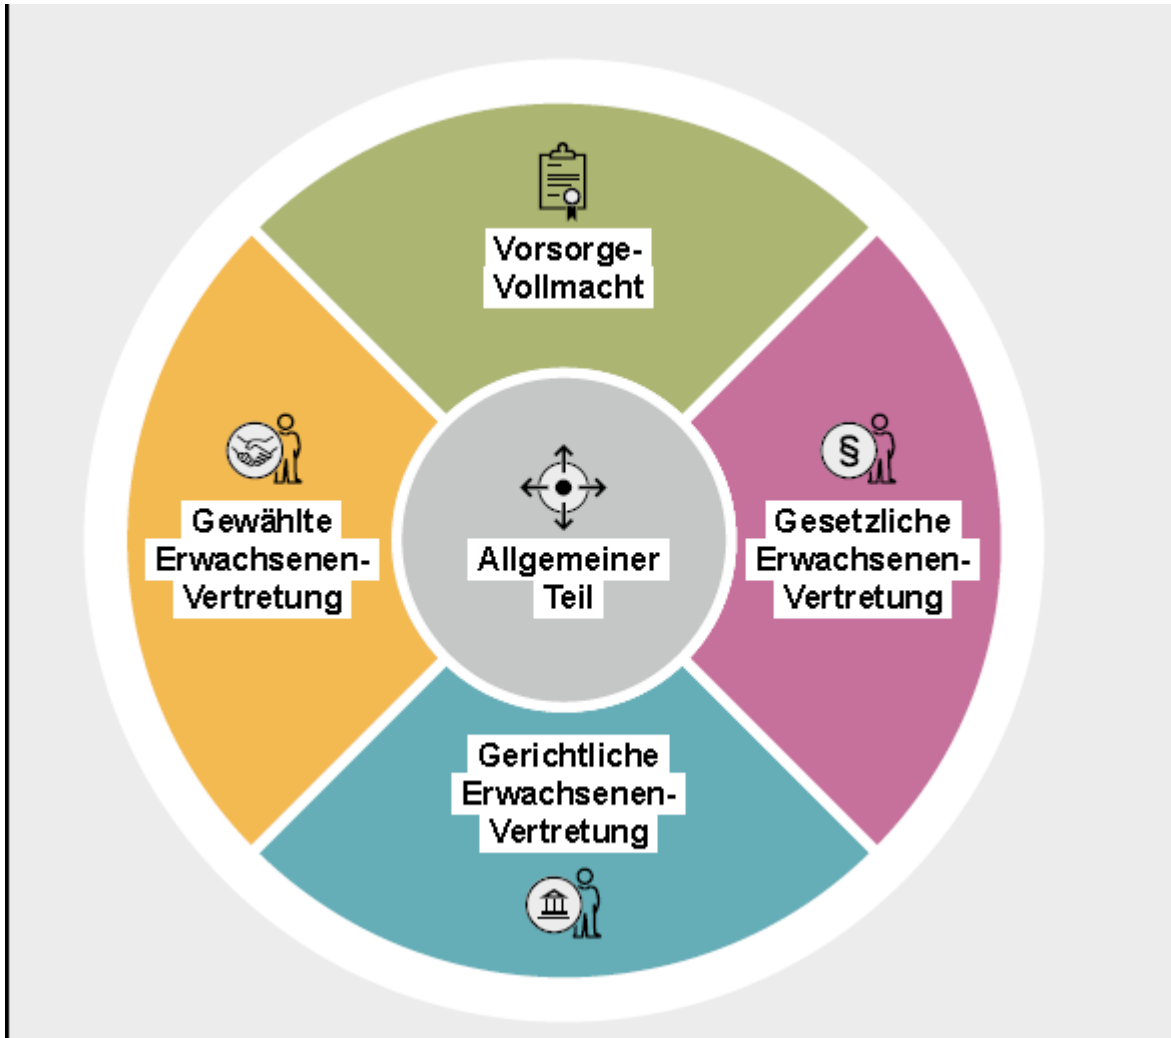 Vorsorge-
Vollmacht
Gewählte
Erwachsenen-
Vertretung
Allgemeiner
Teil
§
Gesetzliche
Erwachsenen-
Vertretung
Gerichtliche
Erwachsenen-
Vertretung